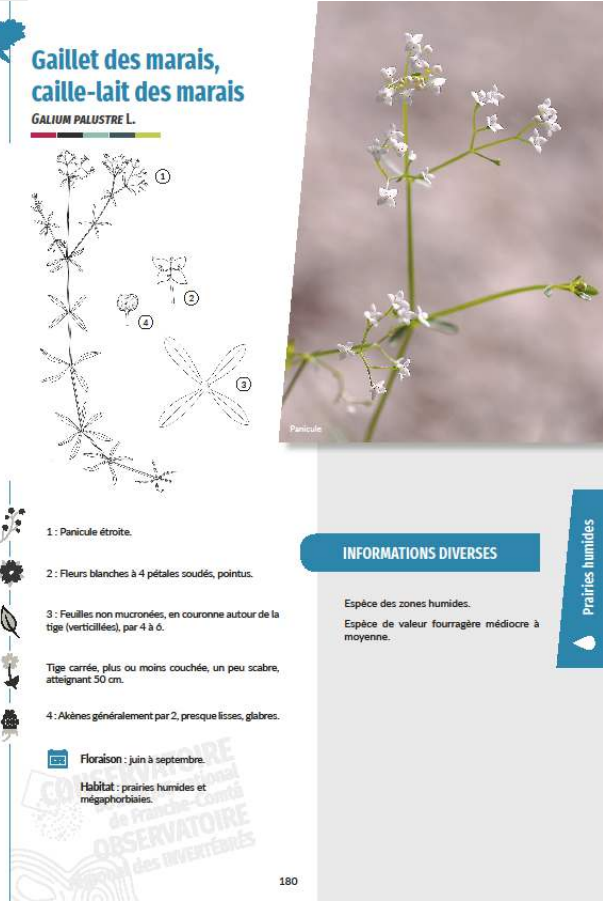 Gaillet des marais,
caille-lait des marais
GALIUM PALUSTRE L.
1
2
4
3
Panicule
1 : Panicule étroite.
2 : Fleurs blanches à 4 pétales soudés, pointus.
3 : Feuilles non mucronées, en couronne autour de la
tige (verticillées), par 4 à 6.
Tige carrée, plus ou moins couchée, un peu scabre,
atteignant 50 cm.
4 : Akènes généralement par 2, presque lisses, glabres.
Floraison : juin à septembre.
Habitat : prairies humides et
mégaphorbiaies.
INFORMATIONS DIVERSES
Espèce des zones humides.
Espèce de valeur fourragère médiocre à
moyenne.
Prairies humides
CONSERVATOIRE
national
de Franche-Comté
OBSERVATOIRE
des INVERTÉBRÉS
180